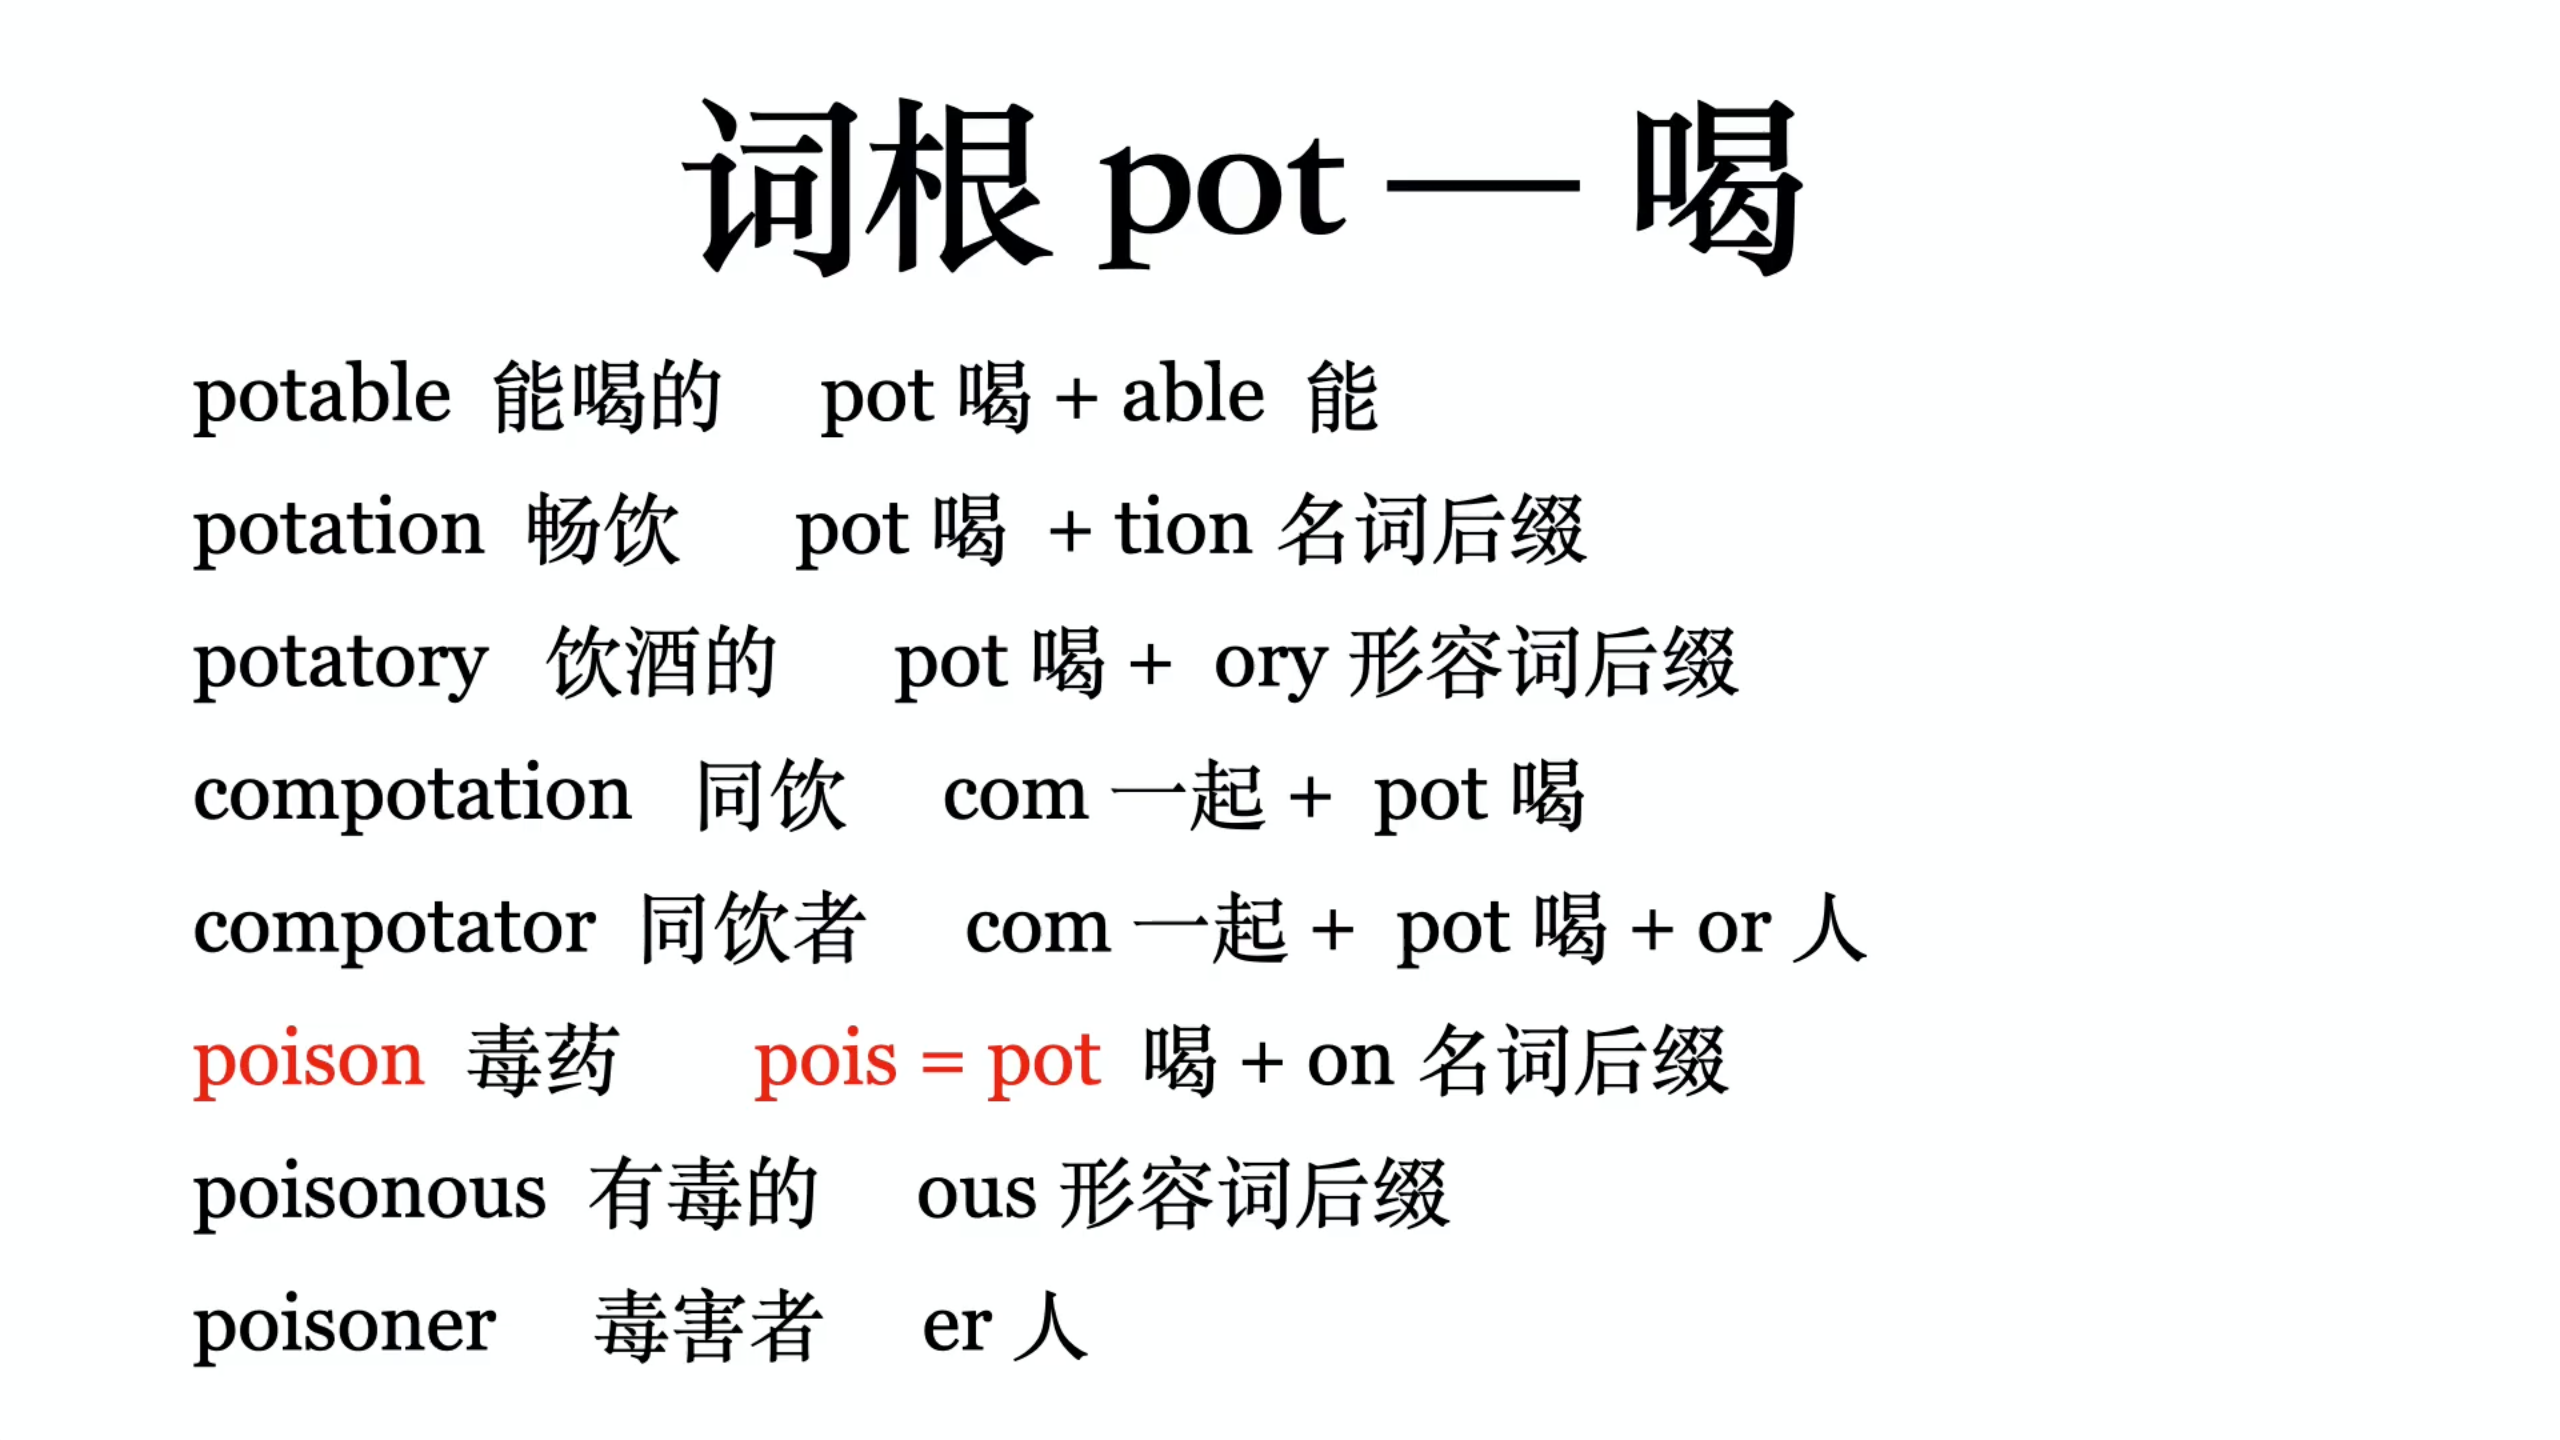 词根 pot — 喝
potable 能喝的 pot 喝 + able 能
potation 畅饮 pot 喝 + tion 名词后缀
potatory 饮酒的 pot 喝 + ory 形容词后缀
compotation 同饮 com 一起 + pot 喝
compotator 同饮者 com 一起 + pot 喝 + or 人
poison 毒药 pois = pot 喝 + on 名词后缀
poisonous 有毒的 ous 形容词后缀
poisoner 毒害者 er 人